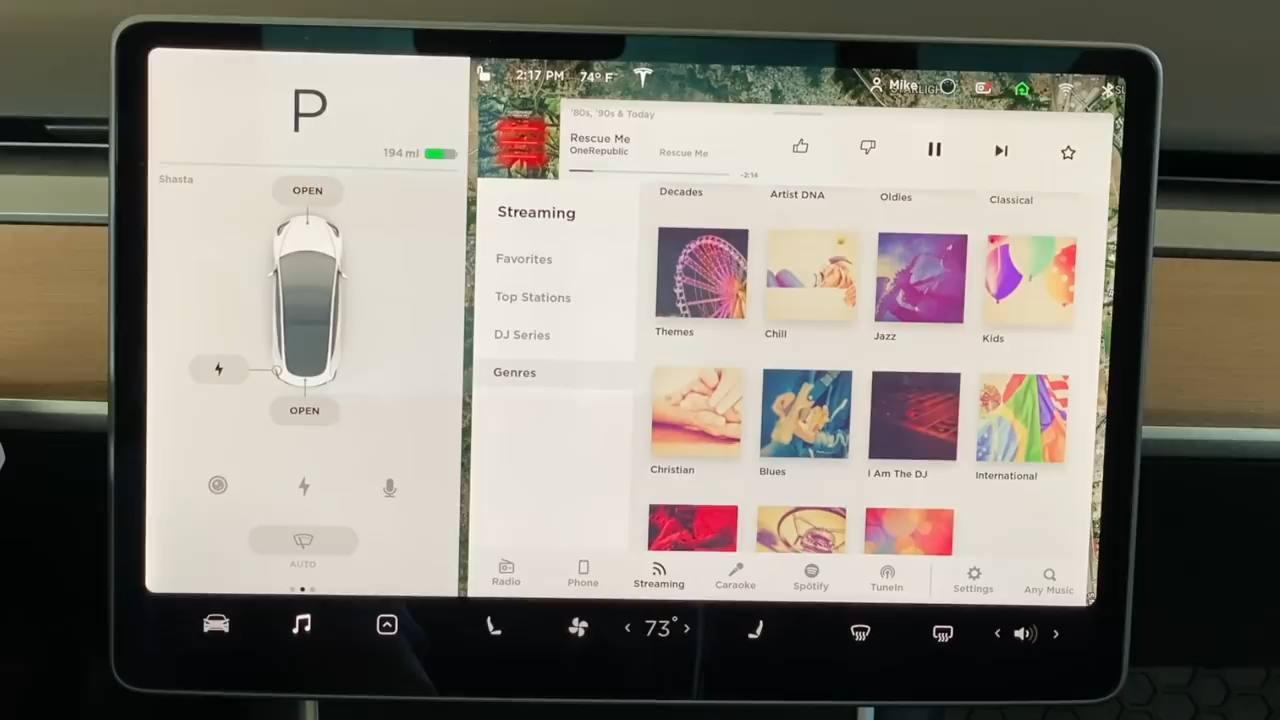 P
194 mi
Shasta
OPEN
OPEN
AUTO
2:17 PM 74° F
Mike
'80s, '90s & Today
Rescue Me
OneRepublic
Rescue Me
-2:14
Streaming
Favorites
Top Stations
DJ Series
Genres
Decades Artist DNA Oldies Classical
Themes Chill Jazz Kids
Christian Blues I Am The DJ International
Radio Phone Streaming Caraoke Spotify TuneIn Settings Any Music
73°